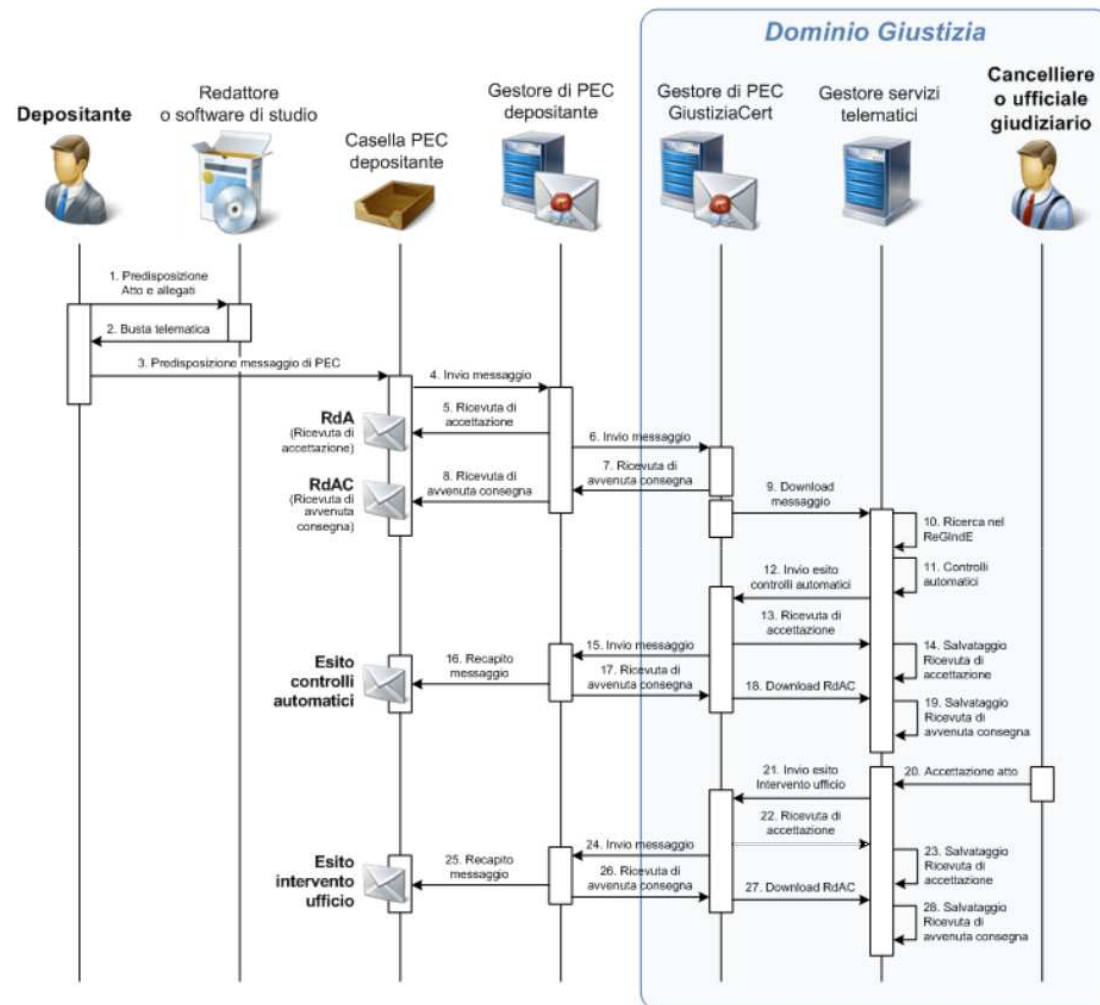 Dominio Giustizia
Depositante
Redattore
o software di studio
Casella PEC
depositante
Gestore di PEC
depositante
Gestore di PEC
GiustiziaCert
Gestore servizi
telematici
Cancelliere
o ufficiale
giudiziario
1. Predisposizione
Atto e allegati
2. Busta telematica
3. Predisposizione messaggio di PEC
4. Invio messaggio
RdA
(Ricevuta di
accettazione)
5. Ricevuta di
accettazione
6. Invio messaggio
7. Ricevuta di
avvenuta consegna
RdAC
(Ricevuta di
avvenuta
consegna)
8. Ricevuta di
avvenuta consegna
9. Download
messaggio
10. Ricerca nel
ReGIndE
11. Controlli
automatici
12. Invio esito
controlli automatici
13. Ricevuta di
accettazione
14. Salvataggio
Ricevuta di
accettazione
15. Invio messaggio
Esito
controlli
automatici
16. Recapito
messaggio
17. Ricevuta di
avvenuta consegna
18. Download RdAC
19. Salvataggio
Ricevuta di
avvenuta consegna
20. Accettazione atto
21. Invio esito
Intervento ufficio
22. Ricevuta di
accettazione
23. Salvataggio
Ricevuta di
accettazione
24. Invio messaggio
Esito
intervento
ufficio
25. Recapito
messaggio
26. Ricevuta di
avvenuta consegna
27. Download RdAC
28. Salvataggio
Ricevuta di
avvenuta consegna